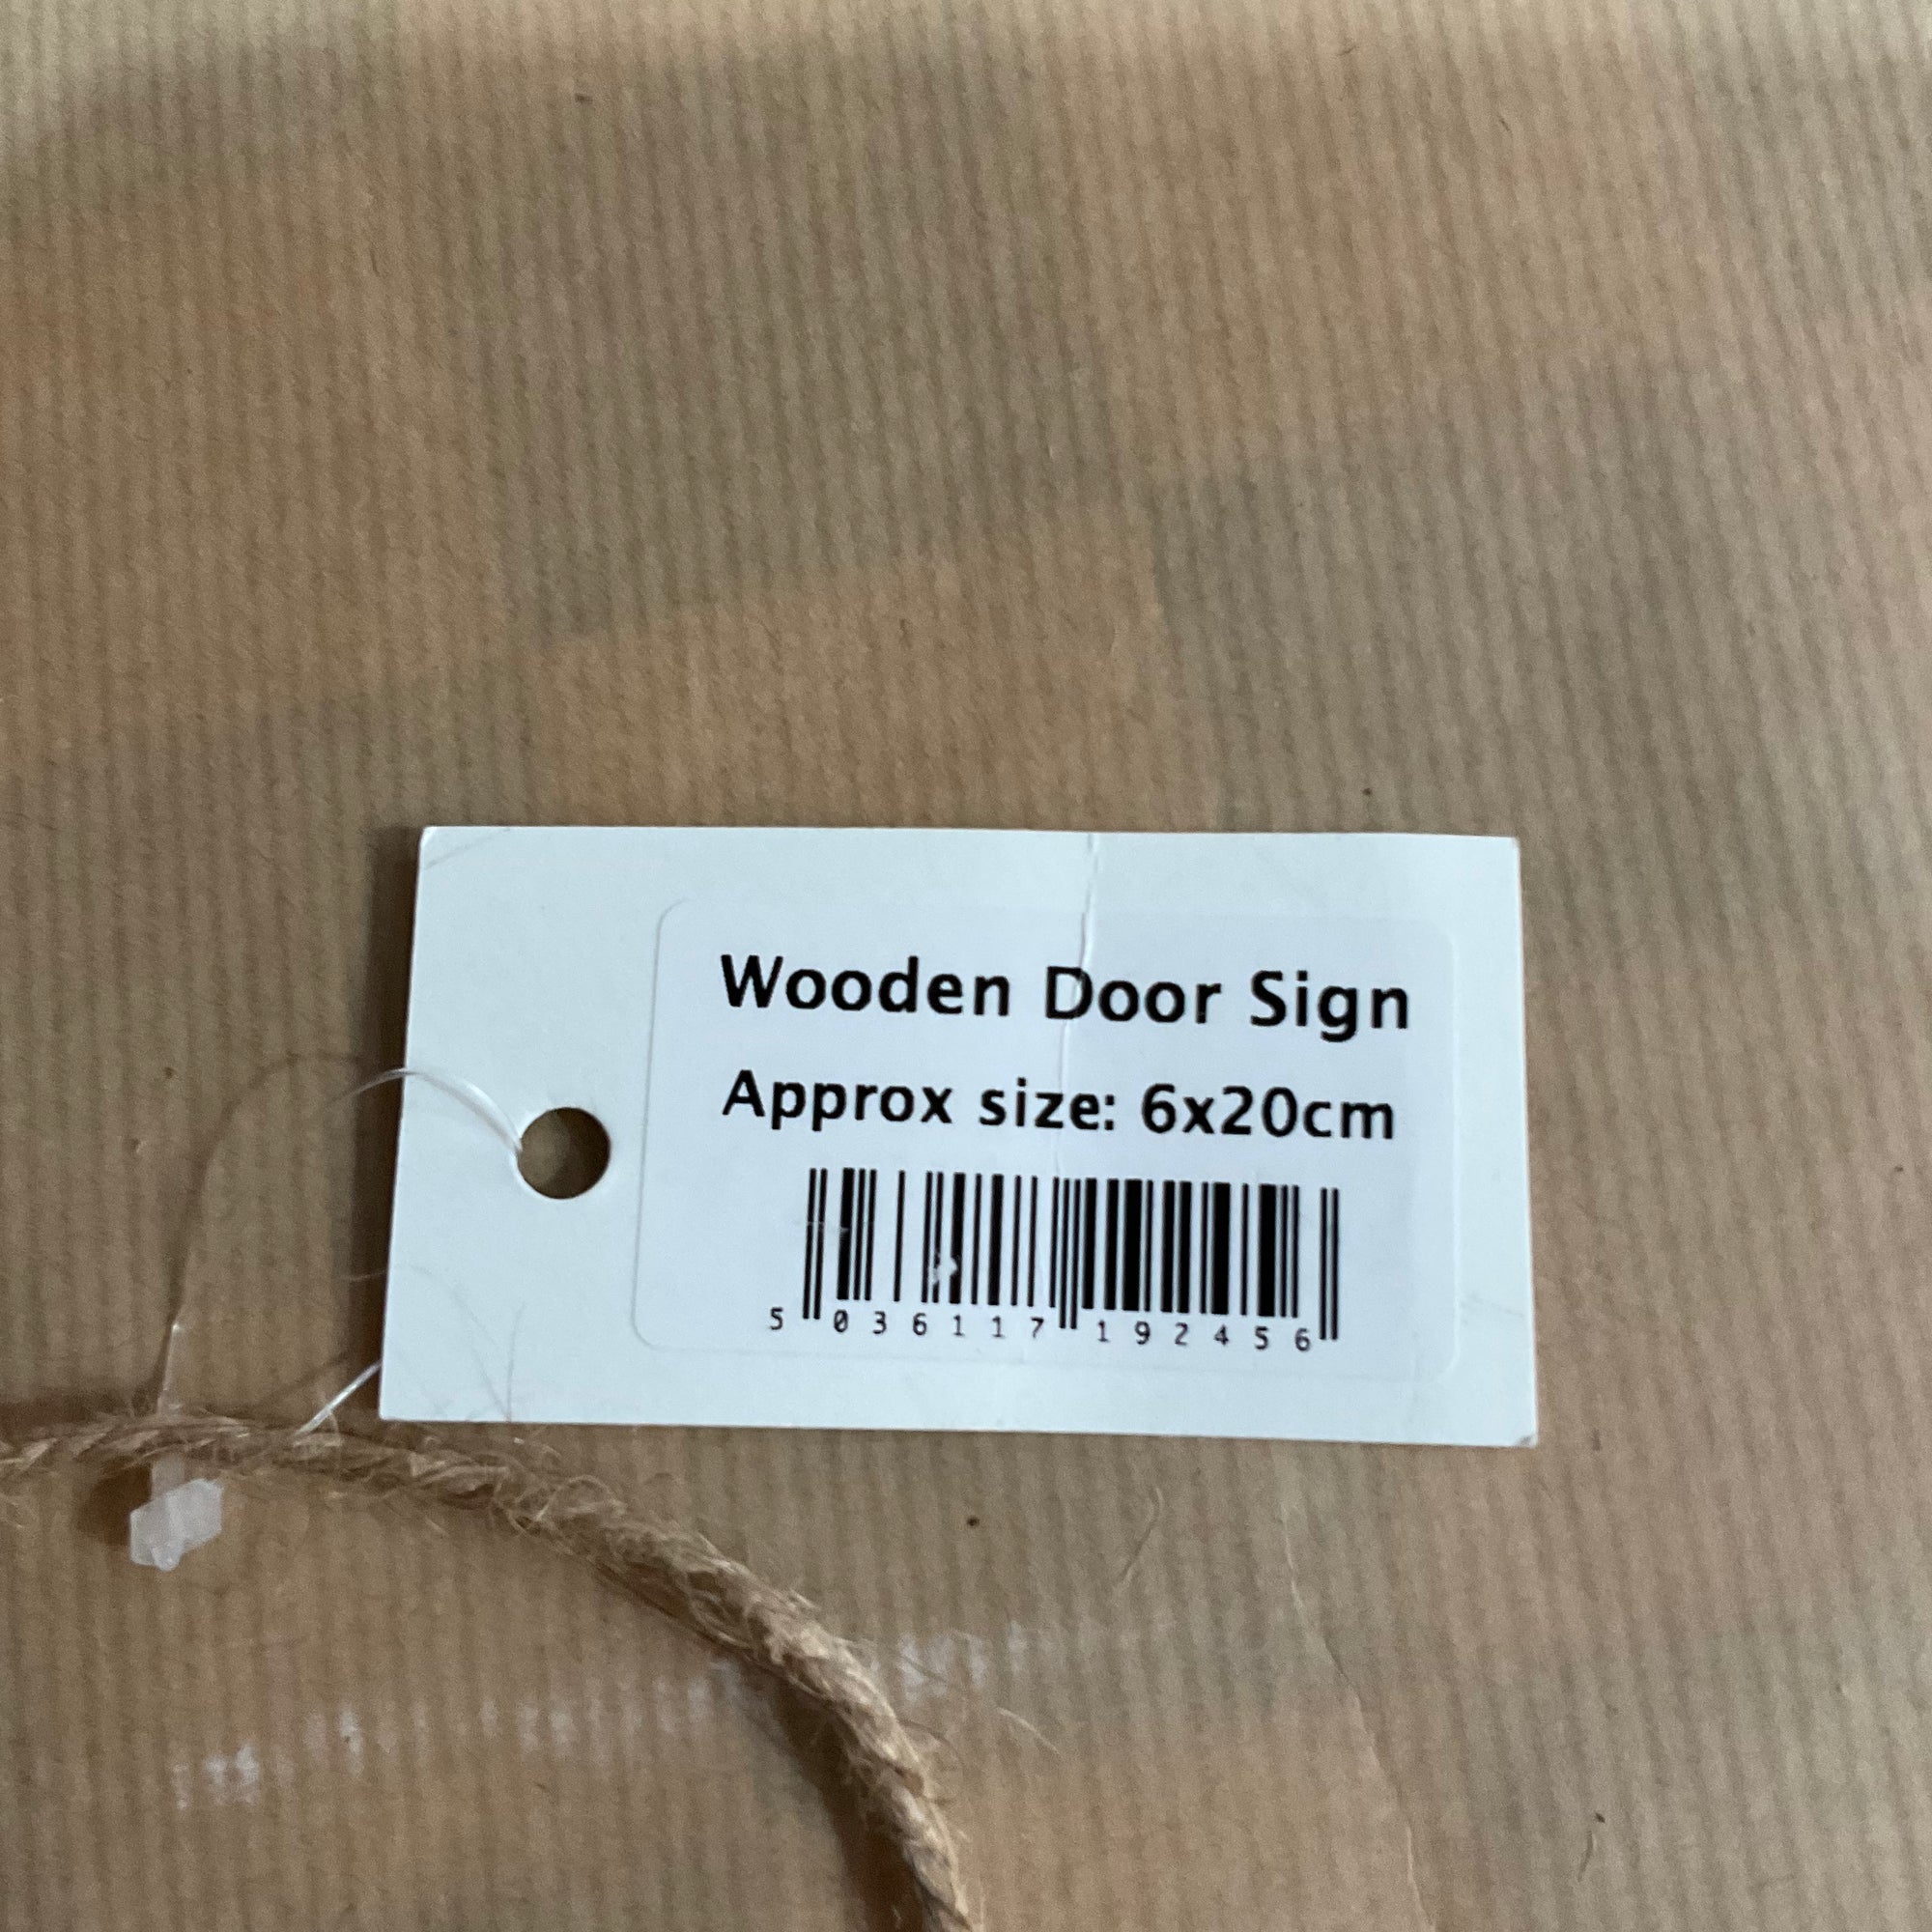 Wooden Door Sign
Approx size: 6x20cm
5 036117 192456